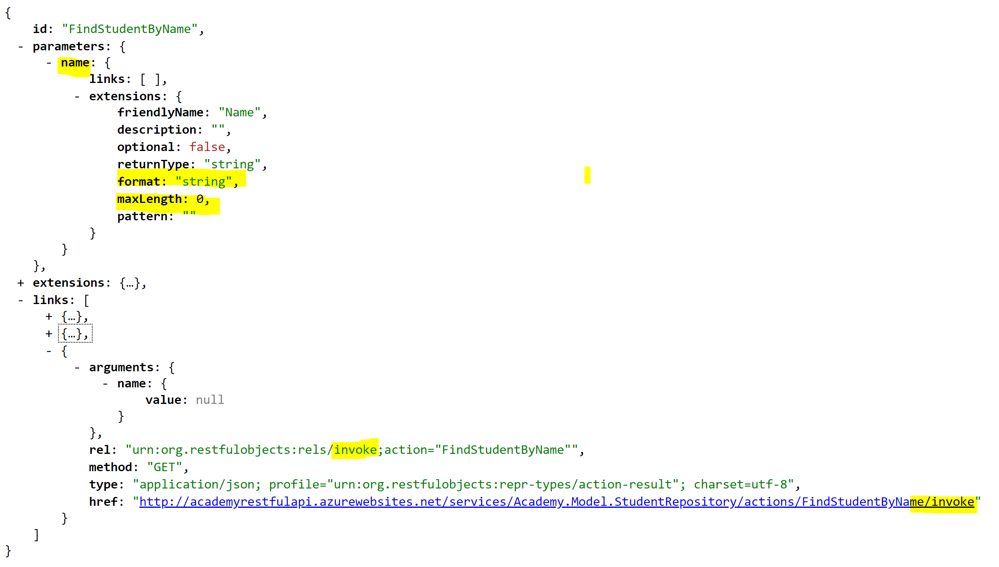 {
id: "FindStudentByName",
- parameters: {
- name: {
links: [ ],
- extensions: {
friendlyName: "Name",
description: "",
optional: false,
returnType: "string",
format: "string",
maxLength: 0,
pattern: ""
}
}
},
+ extensions: {…},
- links: [
+ {…},
+ {…},
- {
- arguments: {
- name: {
value: null
}
},
rel: "urn:org.restfulobjects:rels/invoke;action="FindStudentByName"",
method: "GET",
type: "application/json; profile="urn:org.restfulobjects:repr-types/action-result"; charset=utf-8",
href: "http://academyrestfulapi.azurewebsites.net/services/Academy.Model.StudentRepository/actions/FindStudentByName/invoke"
}
]
}